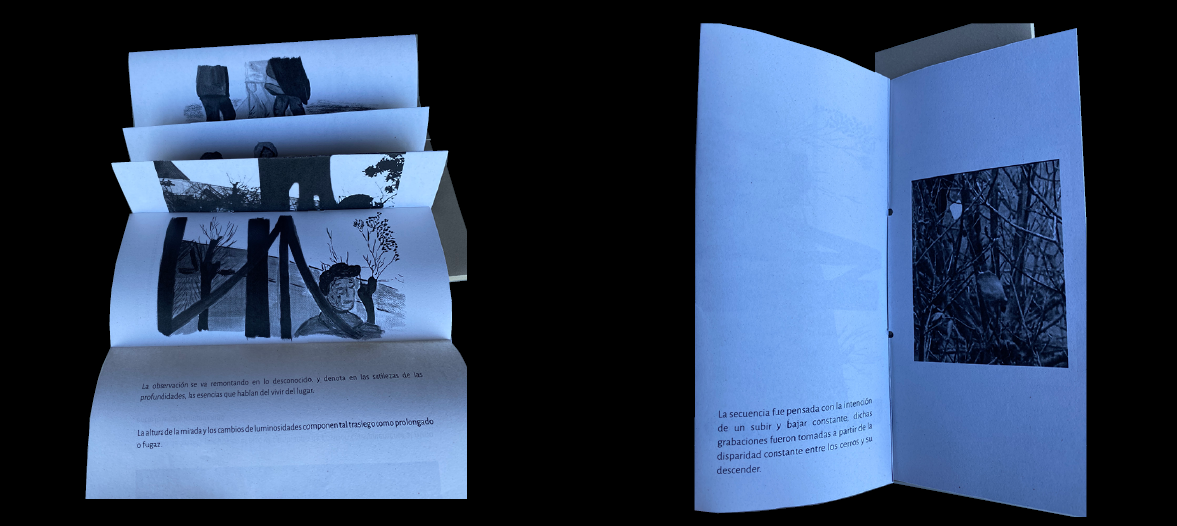 La observación se va remontando en lo desconocido, y denota en las sutilezas de las
profundidades, las esencias que hablan del vivir del lugar.
La altura de la mirada y los cambios de luminosidades componen tal trasiego como prolongado
o fugaz.
La secuencia fue pensada con la intención
de un subir y bajar constante, dichas
grabaciones fueron tomadas a partir de la
disparidad constante entre los cerros y su
descender.